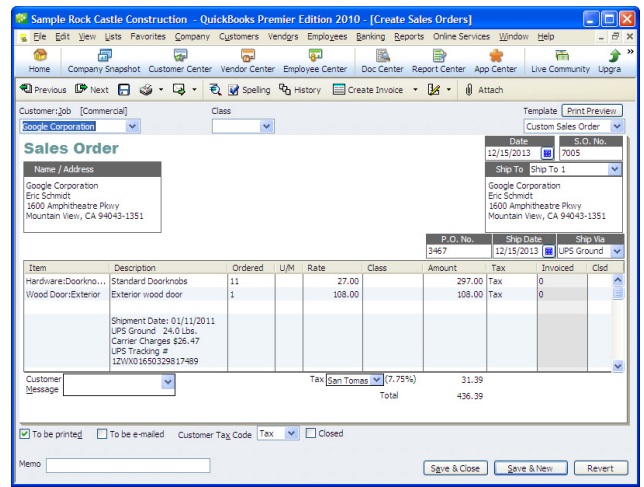 Sample Rock Castle Construction - QuickBooks Premier Edition 2010 - [Create Sales Orders]
File Edit View Lists Favorites Company Customers Vendors Employees Banking Reports Online Services Window Help
Home Company Snapshot Customer Center Vendor Center Employee Center Doc Center Report Center App Center Live Community Upgra »
Previous Next Spelling History Create Invoice Attach
Customer:Job [Commercial] Class Template Print Preview
Google Corporation Custom Sales Order
Sales Order
Date S.O. No.
12/15/2013 7005
Name / Address
Ship To Ship To 1
Google Corporation
Eric Schmidt
1600 Amphitheatre Pkwy
Mountain View, CA 94043-1351
Google Corporation
Eric Schmidt
1600 Amphitheatre Pkwy
Mountain View, CA 94043-1351
P.O. No. Ship Date Ship Via
3467 12/15/2013 UPS Ground
Item Description Ordered U/M Rate Class Amount Tax Invoiced Clsd
Hardware:Doorkno... Standard Doorknobs 11 27.00 297.00 Tax 0
Wood Door:Exterior Exterior wood door 1 108.00 108.00 Tax 0
Shipment Date: 01/11/2011
UPS Ground 24.0 Lbs.
Carrier Charges $26.47
UPS Tracking #
1ZWX01650329817489
Customer Message
Tax San Tomas (7.75%) 31.39
Total 436.39
To be printed To be e-mailed Customer Tax Code Tax Closed
Memo Save & Close Save & New Revert